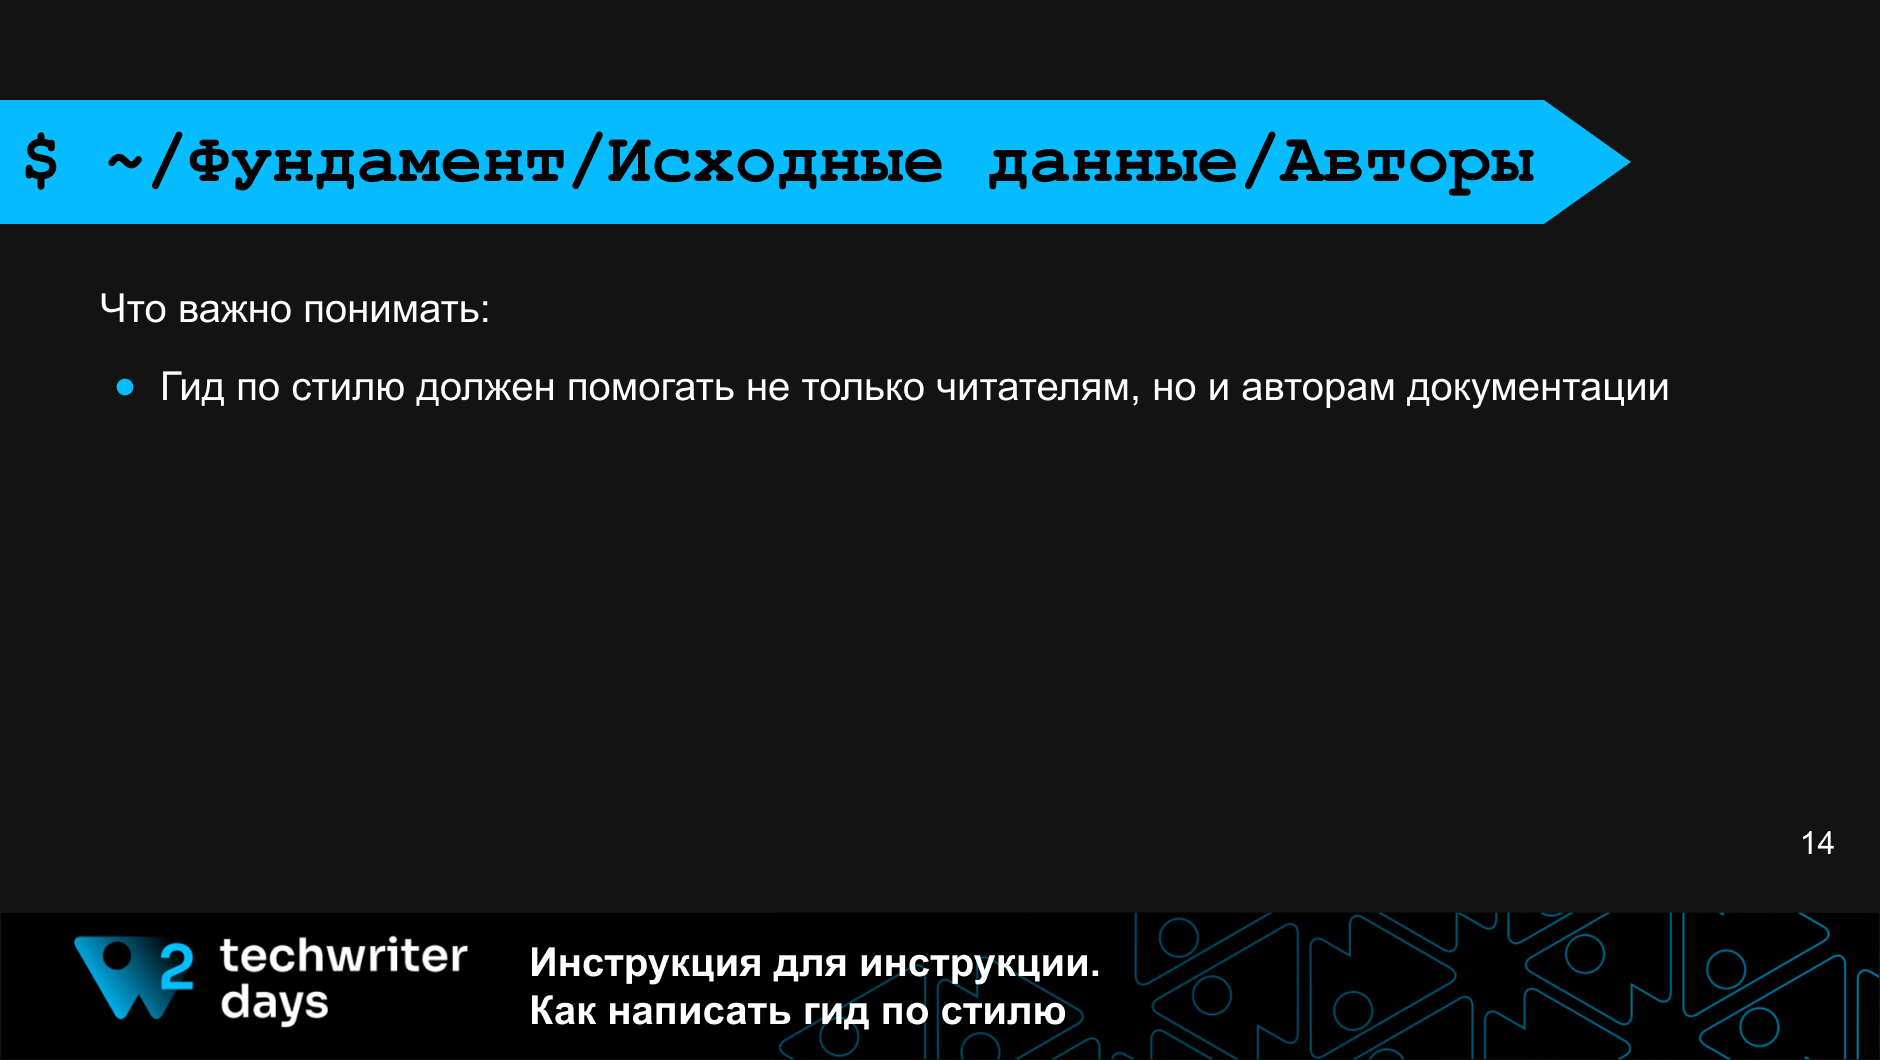 $ ~/Фундамент/Исходные данные/Авторы
Что важно понимать:
● Гид по стилю должен помогать не только читателям, но и авторам документации
14
2 techwriter
days
Инструкция для инструкции.
Как написать гид по стилю